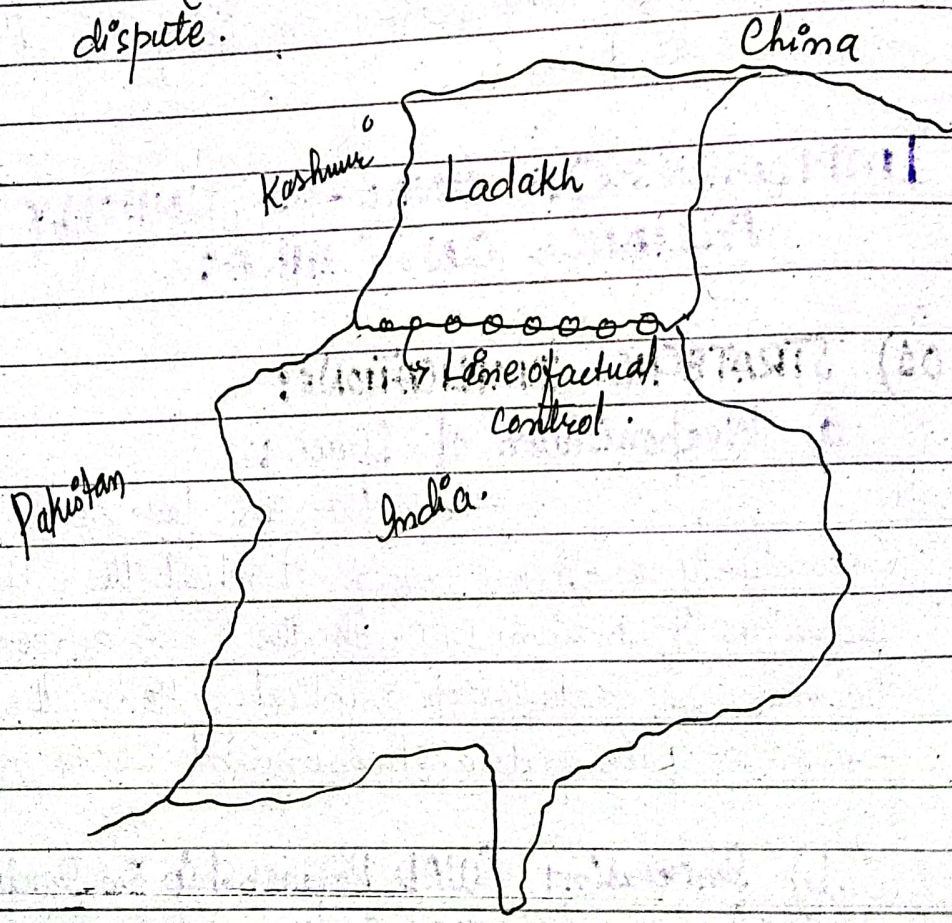 dispute.
China
Kashmir
Ladakh
Line of actual
control.
Pakistan
India.